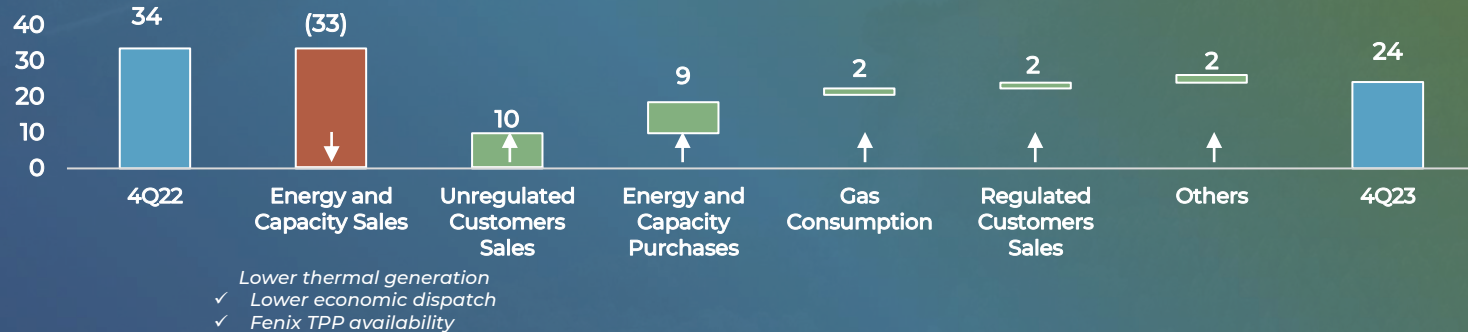 40
30
20
10
0
34
(33)
10
9
2
2
2
24
4Q22
Energy and
Capacity Sales
Unregulated
Customers
Sales
Energy and
Capacity
Purchases
Gas
Consumption
Regulated
Customers
Sales
Others
4Q23
Lower thermal generation
✓ Lower economic dispatch
✓ Fenix TPP availability